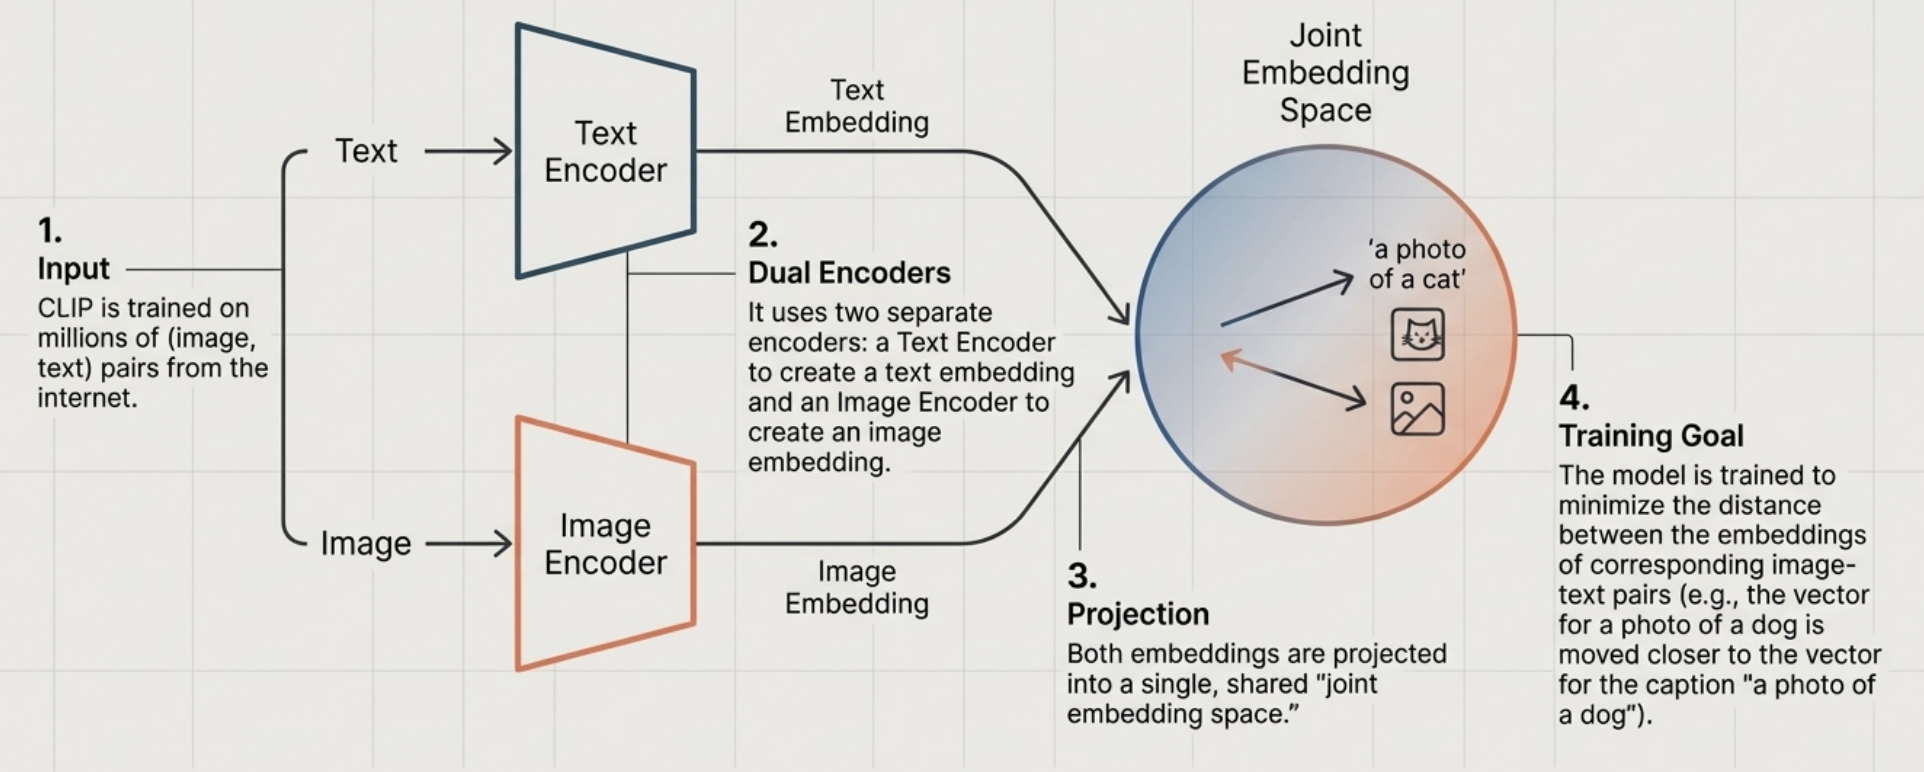 1.
Input
CLIP is trained on
millions of (image,
text) pairs from the
internet.
Text
Image
Text
Encoder
Image
Encoder
Text
Embedding
2.
Dual Encoders
It uses two separate
encoders: a Text Encoder
to create a text embedding
and an Image Encoder to
create an image
embedding.
Image
Embedding
3.
Projection
Both embeddings are projected
into a single, shared "joint
embedding space.”
Joint
Embedding
Space
‘a photo
of a cat’
4.
Training Goal
The model is trained to
minimize the distance
between the embeddings
of corresponding image-
text pairs (e.g., the vector
for a photo of a dog is
moved closer to the vector
for the caption "a photo of
a dog").